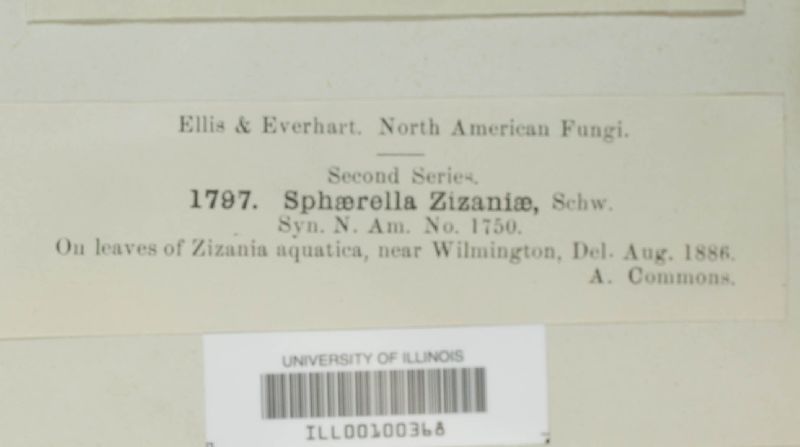 Ellis & Everhart. North American Fungi.
Second Series.
1797. Sphærella Zizaniæ, Schw.
Syn. N. Am. No. 1750.
On leaves of Zizania aquatica, near Wilmington, Del. Aug. 1886.
A. Commons.
UNIVERSITY OF ILLINOIS
ILL00100368